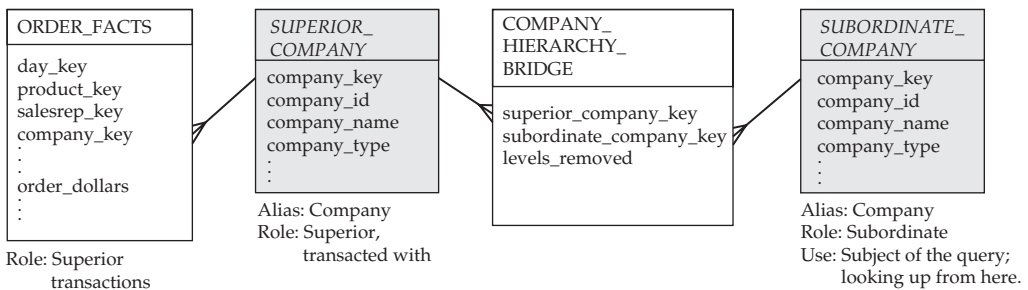 ORDER_FACTS
day_key
product_key
salesrep_key
company_key
.
.
order_dollars
.
.
Role: Superior
transactions
SUPERIOR_
COMPANY
company_key
company_id
company_name
company_type
.
.
Alias: Company
Role: Superior,
transacted with
COMPANY_
HIERARCHY_
BRIDGE
superior_company_key
subordinate_company_key
levels_removed
SUBORDINATE_
COMPANY
company_key
company_id
company_name
company_type
.
.
Alias: Company
Role: Subordinate
Use: Subject of the query;
looking up from here.